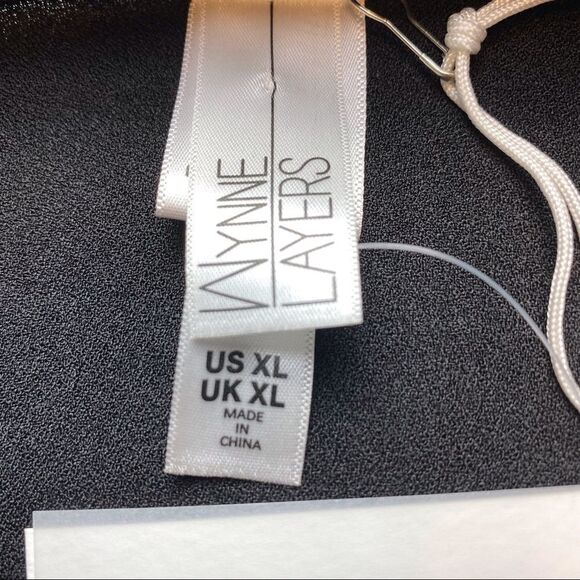 WYNNE
LAYERS
US XL
UK XL
MADE
IN
CHINA